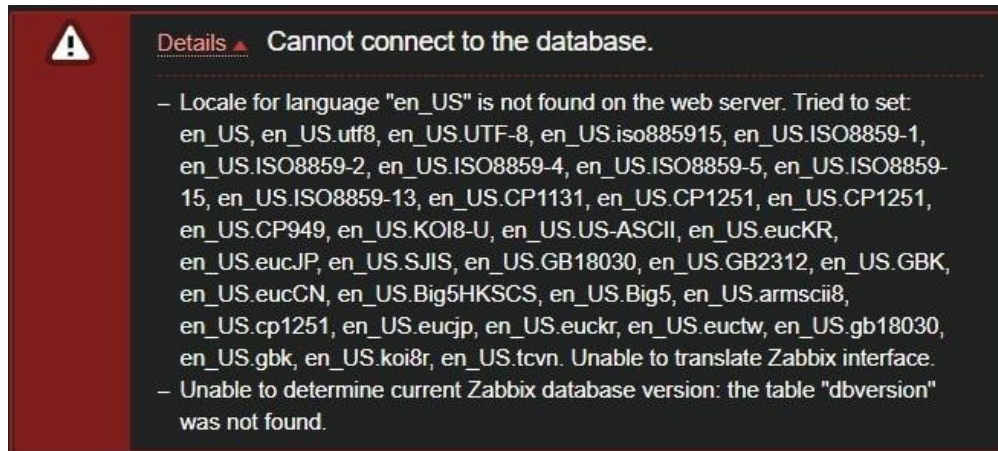 Details ▲ Cannot connect to the database.
– Locale for language "en_US" is not found on the web server. Tried to set:
en_US, en_US.utf8, en_US.UTF-8, en_US.iso885915, en_US.ISO8859-1,
en_US.ISO8859-2, en_US.ISO8859-4, en_US.ISO8859-5, en_US.ISO8859-
15, en_US.ISO8859-13, en_US.CP1131, en_US.CP1251, en_US.CP1251,
en_US.CP949, en_US.KOI8-U, en_US.US-ASCII, en_US.eucKR,
en_US.eucJP, en_US.SJIS, en_US.GB18030, en_US.GB2312, en_US.GBK,
en_US.eucCN, en_US.Big5HKSCS, en_US.Big5, en_US.armscii8,
en_US.cp1251, en_US.eucjp, en_US.euckr, en_US.euctw, en_US.gb18030,
en_US.gbk, en_US.koi8r, en_US.tcvn. Unable to translate Zabbix interface.
– Unable to determine current Zabbix database version: the table "dbversion"
was not found.